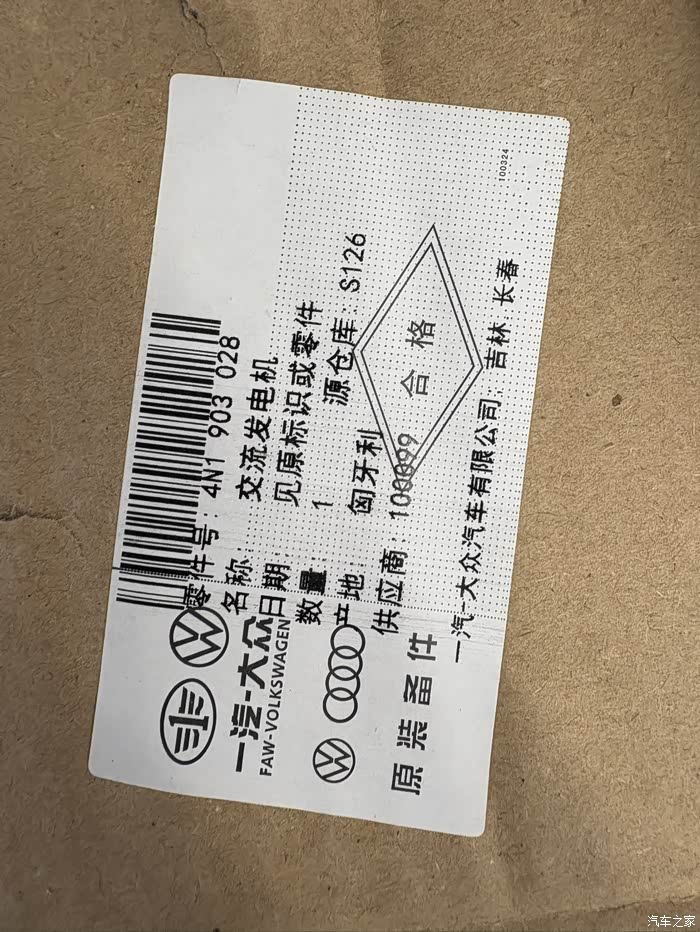 零件号: 4N1 903 028
名称: 交流发电机
日期: 见原标识或零件
数量: 1 源仓库: S126
产地: 匈牙利
供应商: 100099
合格
一汽-大众汽车有限公司: 吉林 长春
100324
一汽-大众
FAW-VOLKSWAGEN
原装备件
汽车之家